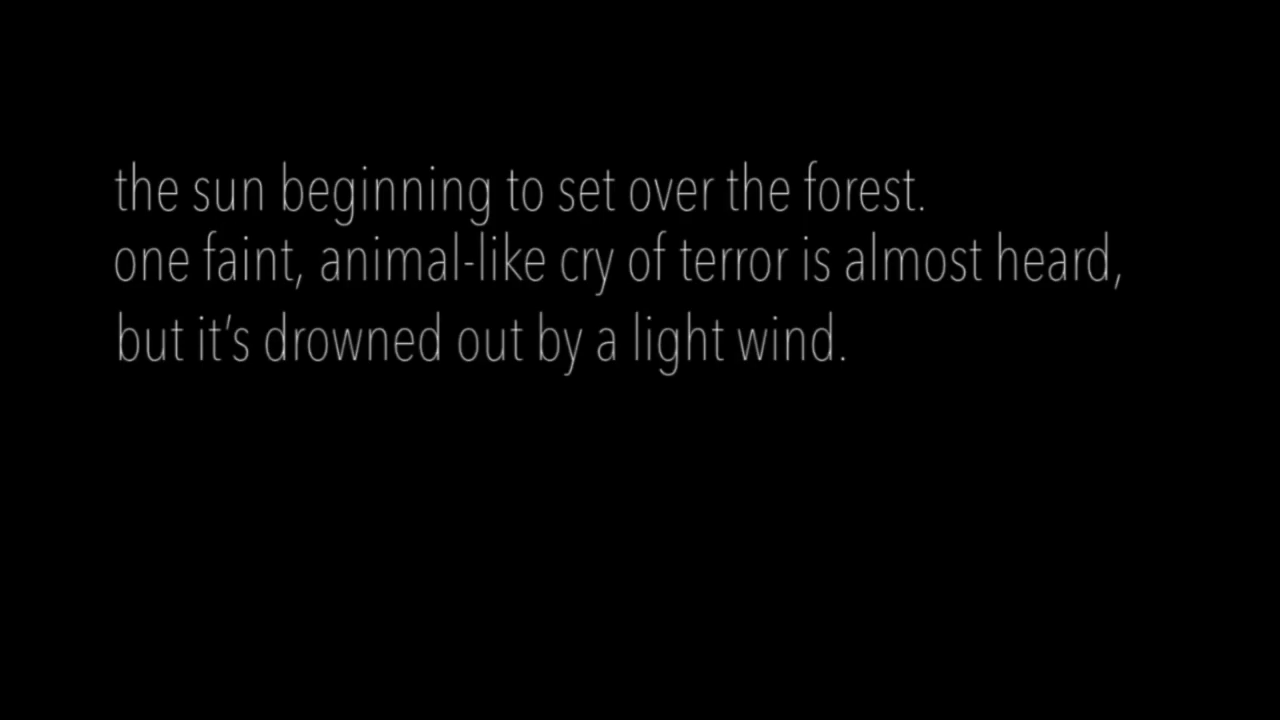 the sun beginning to set over the forest.
one faint, animal-like cry of terror is almost heard,
but it’s drowned out by a light wind.